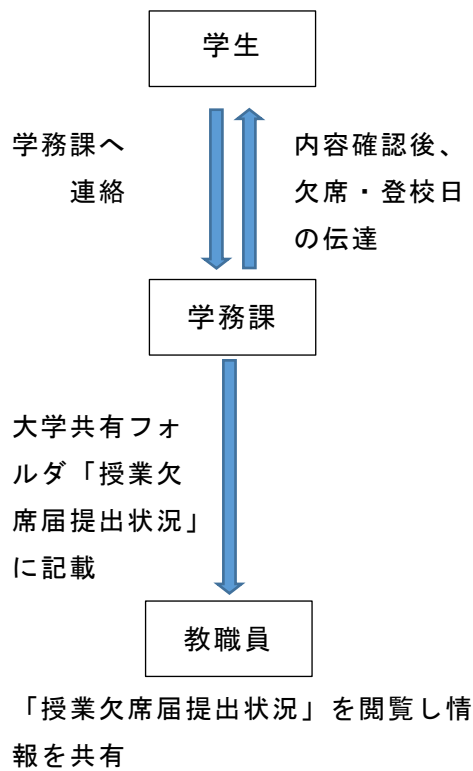 学生
学務課へ
連絡
内容確認後、
欠席・登校日
の伝達
学務課
大学共有フォ
ルダ「授業欠
席届提出状況」
に記載
教職員
「授業欠席届提出状況」を閲覧し情
報を共有